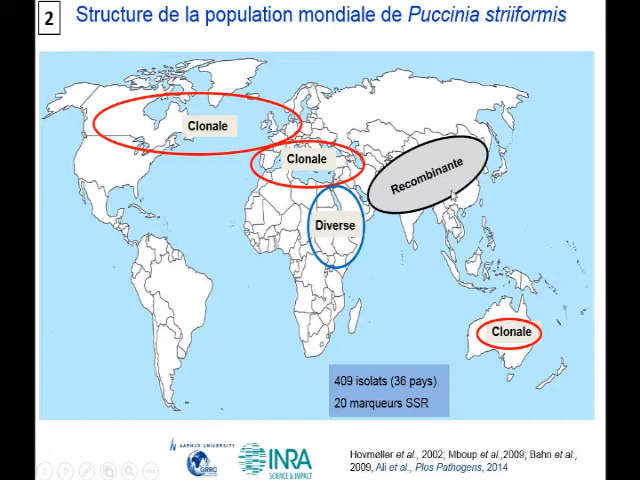 2
Structure de la population mondiale de Puccinia striiformis
Clonale
Clonale
Recombinante
Diverse
Clonale
409 isolats (36 pays)
20 marqueurs SSR
AARHUS UNIVERSITY
GRRC
INRA
SCIENCE & IMPACT
Hovmøller et al., 2002; Mboup et al.,2009; Bahri et al.,
2009, Ali et al., Plos Pathogens, 2014